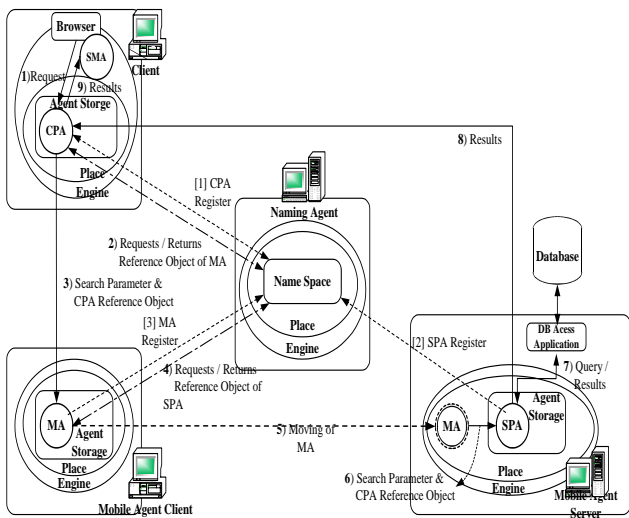 Browser
SMA
Client
1)Request
9) Results
Agent Storge
CPA
8) Results
Place
Engine
[1] CPA
Register
Naming Agent
2) Requests / Returns
Reference Object of MA
3) Search Parameter &
CPA Reference Object
Name Space
Database
[3] MA
Register
Place
Engine
[2] SPA Register
DB Acess
Application
4) Requests / Returns
Reference Object of
SPA
7) Query /
Results
MA
Agent
Storage
5) Moving of
MA
MA
SPA
Agent
Storage
Place
Engine
6) Search Parameter &
CPA Reference Object
Place
Engine
Mobile Agent Client
Mobile Agent
Server